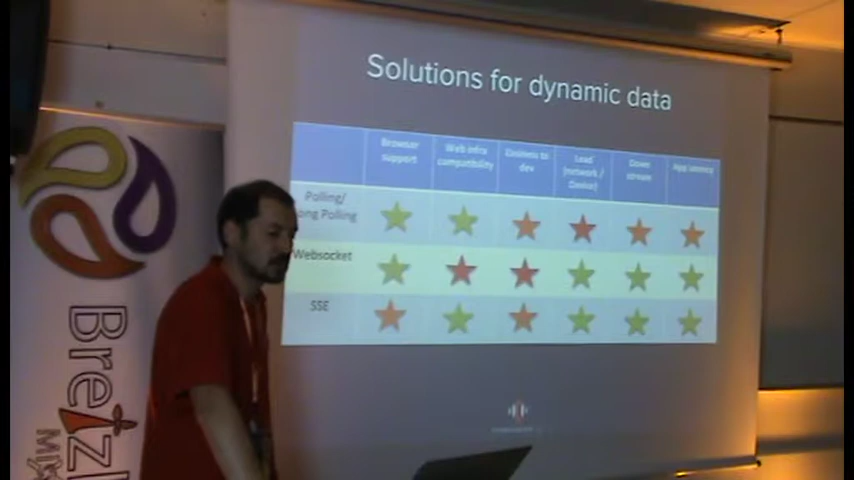 Solutions for dynamic data
Browser
support
Web infra
compatibility
Easiness to
dev
Load
(network /
Device)
Down
stream
App latency
Polling/
ong Polling
Websocket
SSE
Breizh